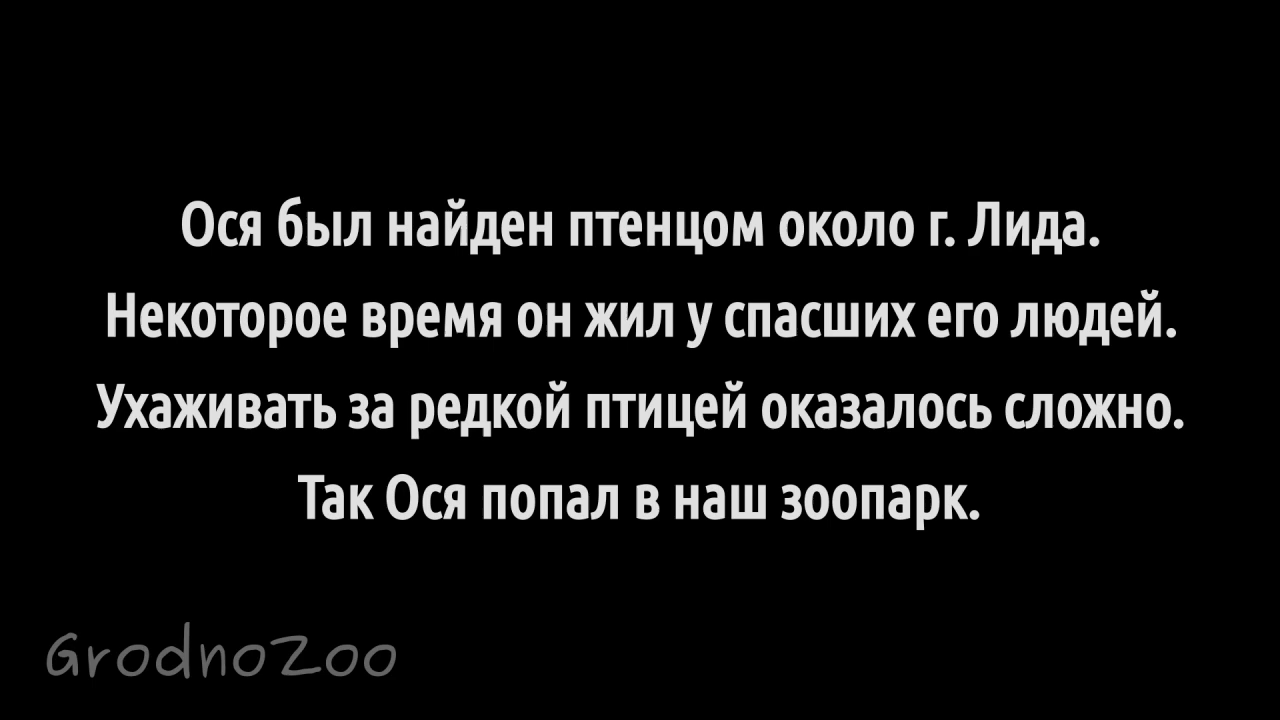 Ося был найден птенцом около г. Лида.
Некоторое время он жил у спасших его людей.
Ухаживать за редкой птицей оказалось сложно.
Так Ося попал в наш зоопарк.
GrodnoZoo